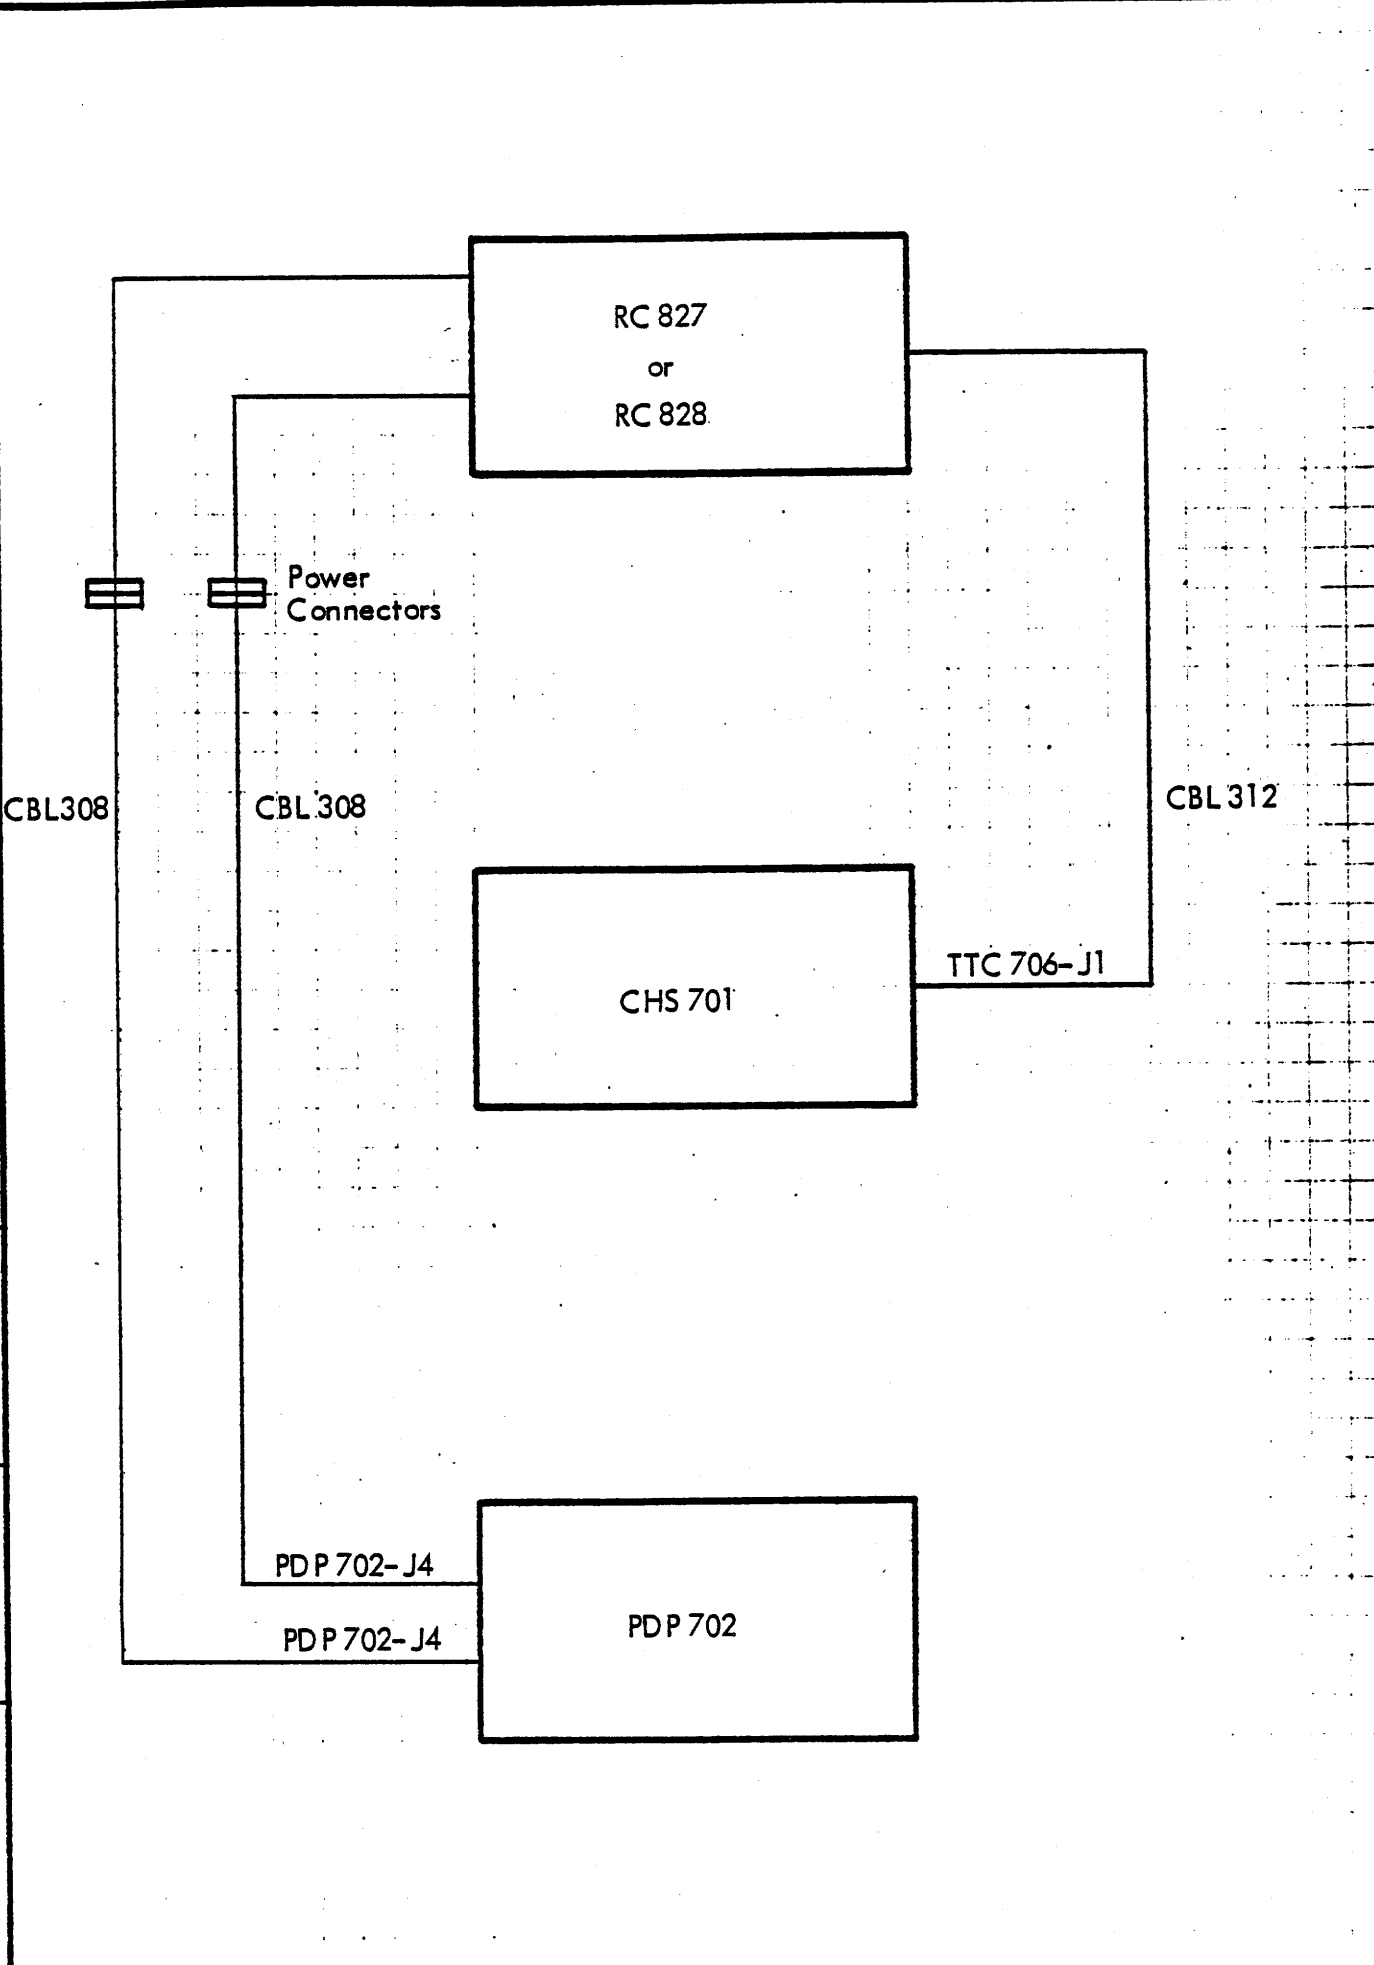 RC 827
or
RC 828
Power
Connectors
CBL308
CBL 308
CBL 312
TTC 706-J1
CHS 701
PDP 702-J4
PDP 702-J4
PDP 702